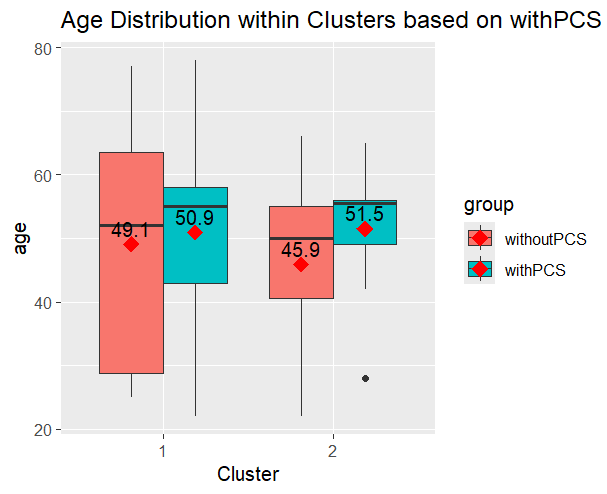 Age Distribution within Clusters based on withPCS
80
60
40
20
age
49.1
50.9
45.9
51.5
1
2
Cluster
group
withoutPCS
withPCS